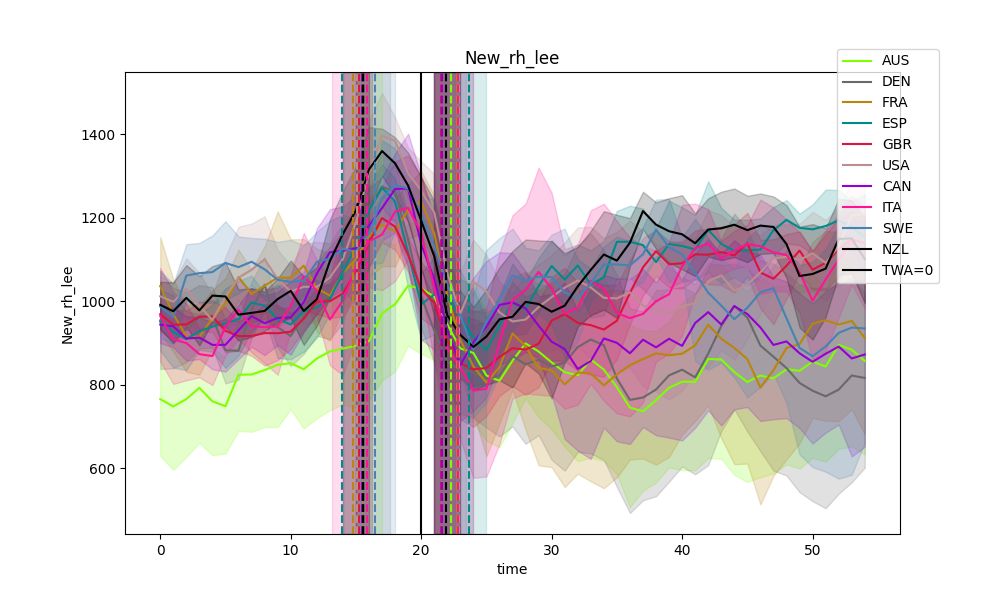 New_rh_lee
AUS
DEN
FRA
ESP
GBR
USA
CAN
ITA
SWE
NZL
TWA=0
1400
1200
1000
800
600
New_rh_lee
0 10 20 30 40 50
time